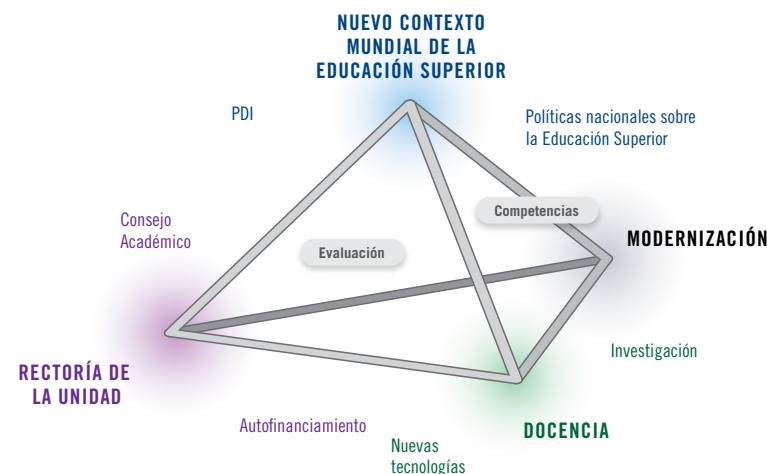 NUEVO CONTEXTO
MUNDIAL DE LA
EDUCACIÓN SUPERIOR
PDI
Políticas nacionales sobre
la Educación Superior
Consejo
Académico
Competencias
Evaluación
MODERNIZACIÓN
Investigación
RECTORÍA DE
LA UNIDAD
Autofinanciamiento
DOCENCIA
Nuevas
tecnologías